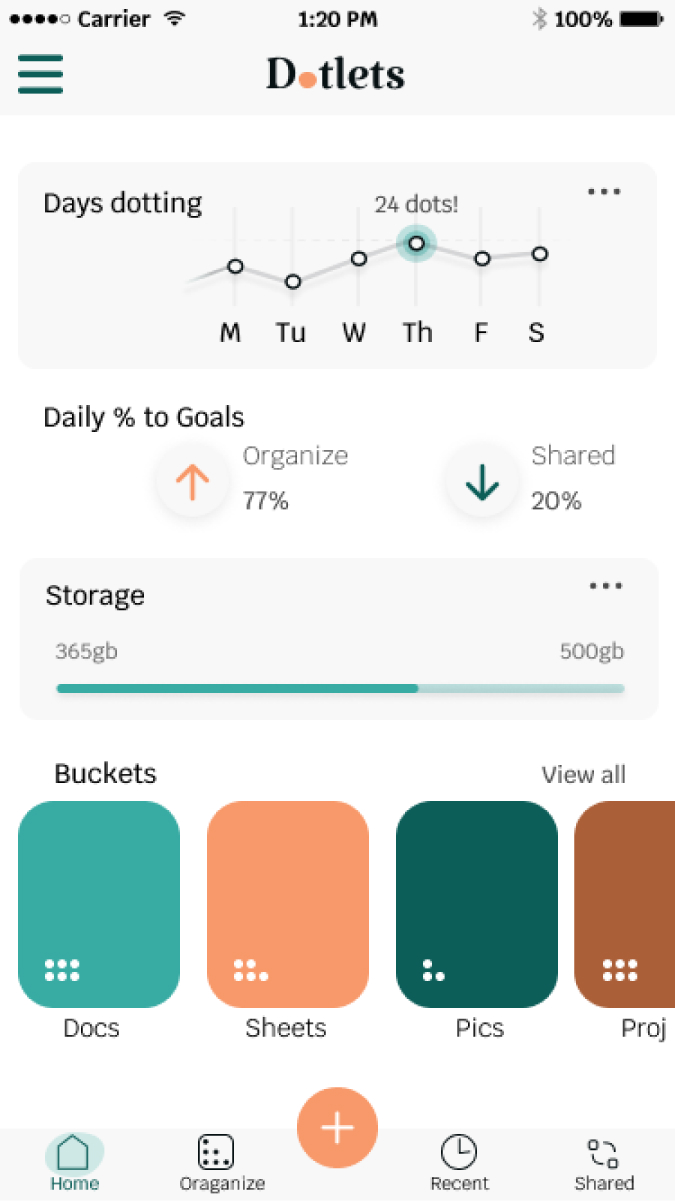 Carrier 1:20 PM 100%
D tlets
Days dotting
24 dots!
M Tu W Th F S
Daily % to Goals
Organize
77%
Shared
20%
Storage
365gb 500gb
Buckets View all
Docs Sheets Pics Proj
Home Oraganize Recent Shared